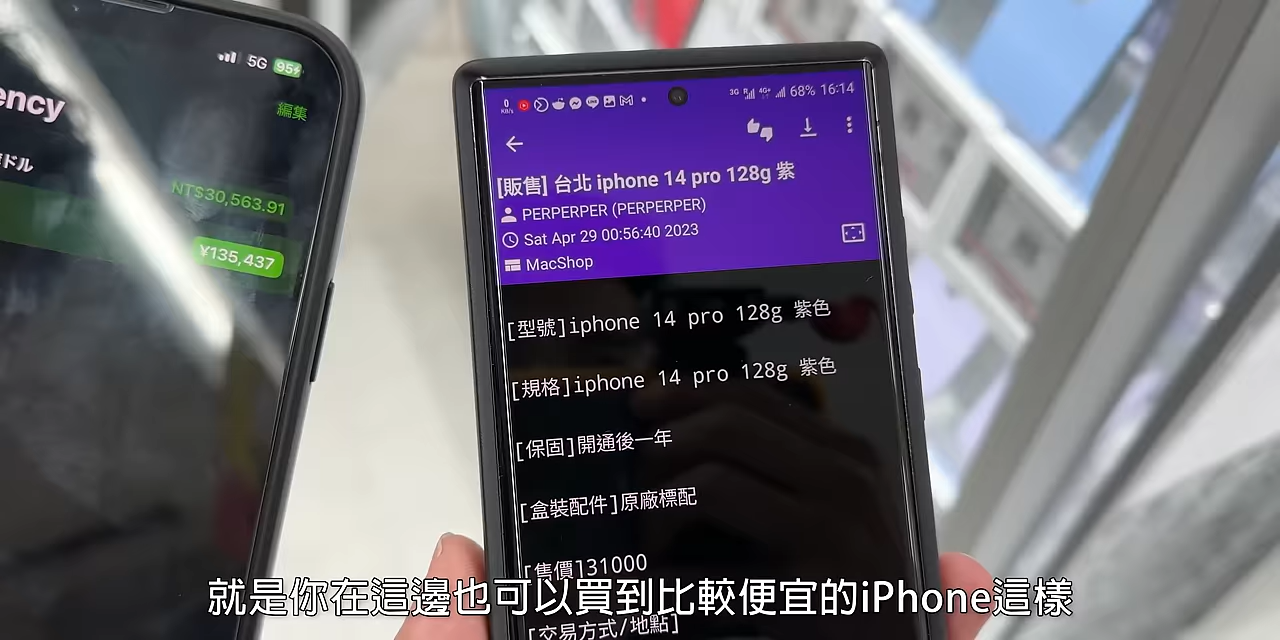 5G 95
ency
編集
ドル
NT$30,563.91
¥135,437
0
KB/s
3G R 4G+ 68% 16:14
[販售] 台北 iphone 14 pro 128g 紫
PERPERPER (PERPERPER)
Sat Apr 29 00:56:40 2023
MacShop
[型號]iphone 14 pro 128g 紫色
[規格]iphone 14 pro 128g 紫色
[保固]開通後一年
[盒裝配件]原廠標配
[售價]31000
[交易方式/地點]
就是你在這邊也可以買到比較便宜的iPhone這樣